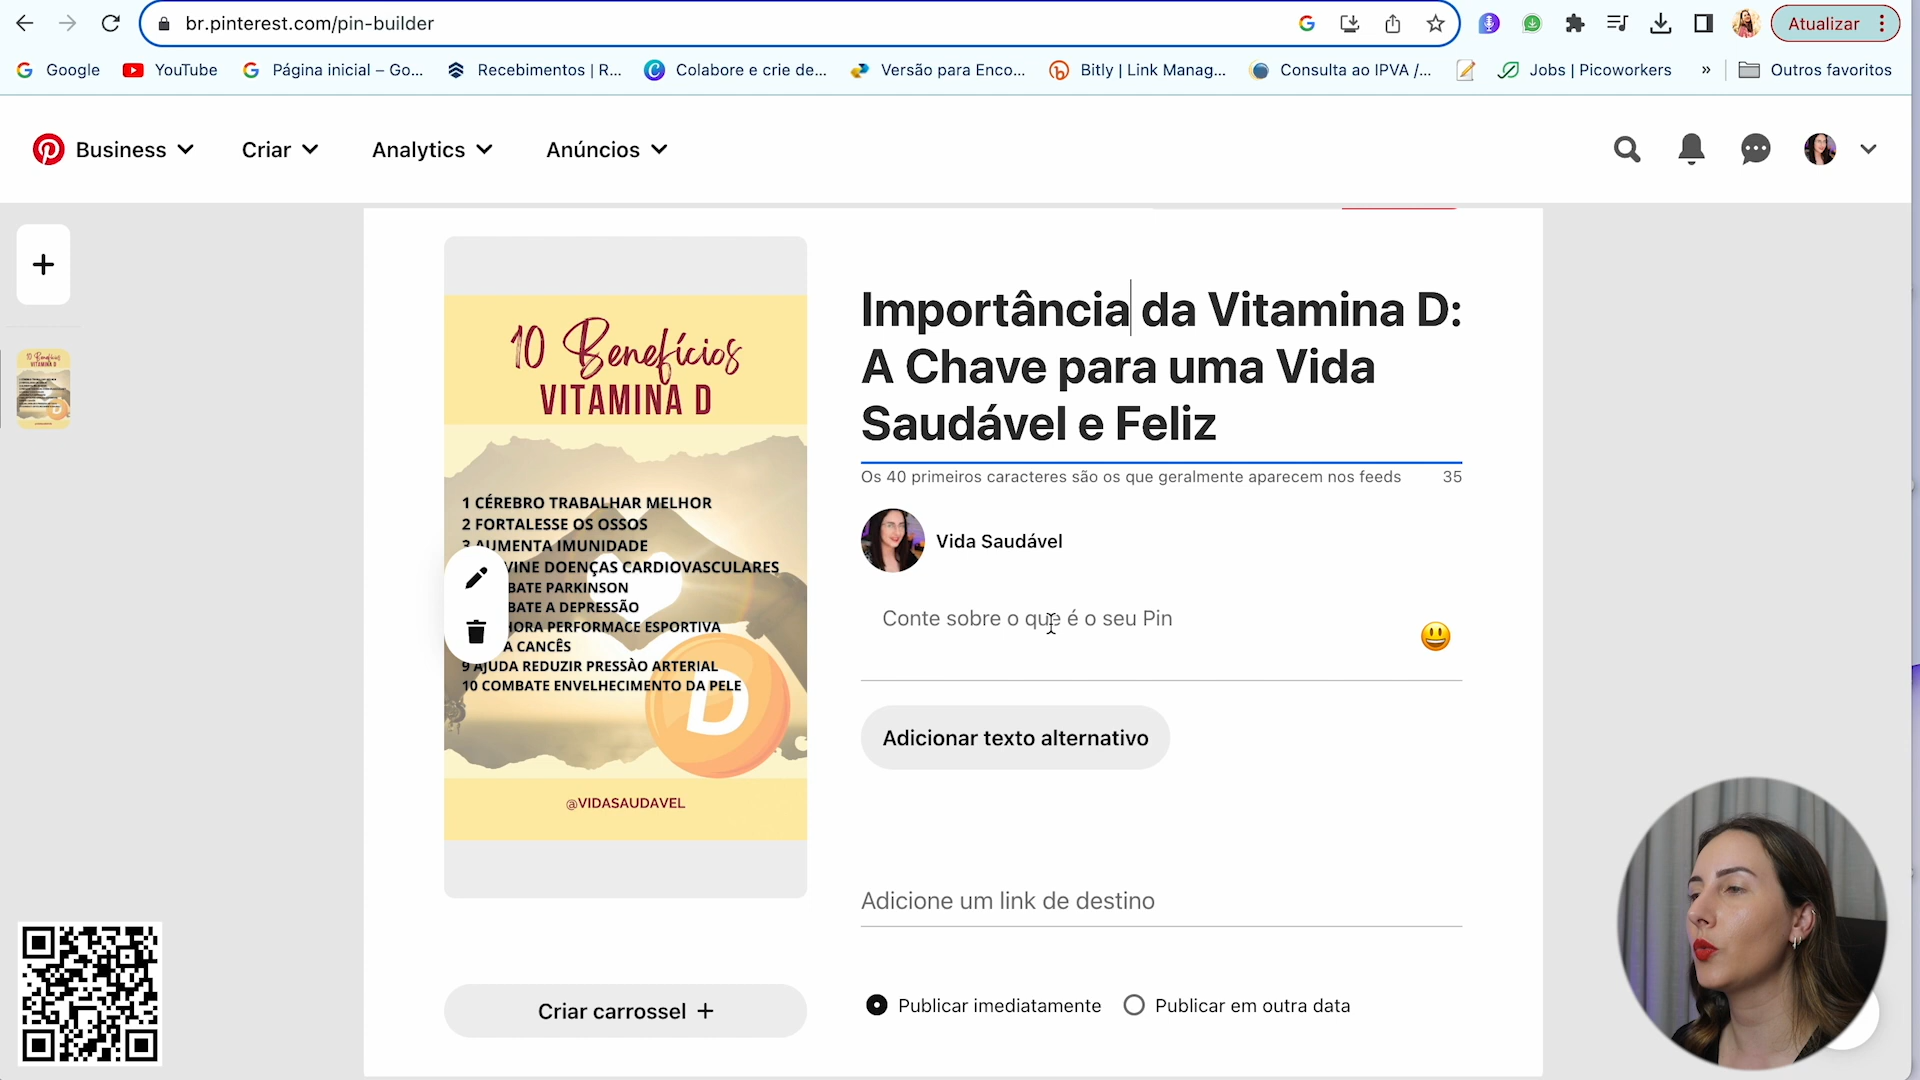 br.pinterest.com/pin-builder
Atualizar
Google
YouTube
Página inicial – Go...
Recebimentos | R...
Colabore e crie de...
Versão para Enco...
Bitly | Link Manag...
Consulta ao IPVA /...
Jobs | Picoworkers
»
Outros favoritos
Business
Criar
Analytics
Anúncios
10 Benefícios
VITAMINA D
1 CÉREBRO TRABALHAR MELHOR
2 FORTALESSE OS OSSOS
3 AUMENTA IMUNIDADE
VINE DOENÇAS CARDIOVASCULARES
BATE PARKINSON
BATE A DEPRESSÃO
HORA PERFORMACE ESPORTIVA
A CANCÊS
9 AJUDA REDUZIR PRESSÀO ARTERIAL
10 COMBATE ENVELHECIMENTO DA PELE
D
@VIDASAUDAVEL
Criar carrossel +
Importância da Vitamina D:
A Chave para uma Vida
Saudável e Feliz
Os 40 primeiros caracteres são os que geralmente aparecem nos feeds 35
Vida Saudável
Conte sobre o que é o seu Pin
Adicionar texto alternativo
Adicione um link de destino
Publicar imediatamente
Publicar em outra data